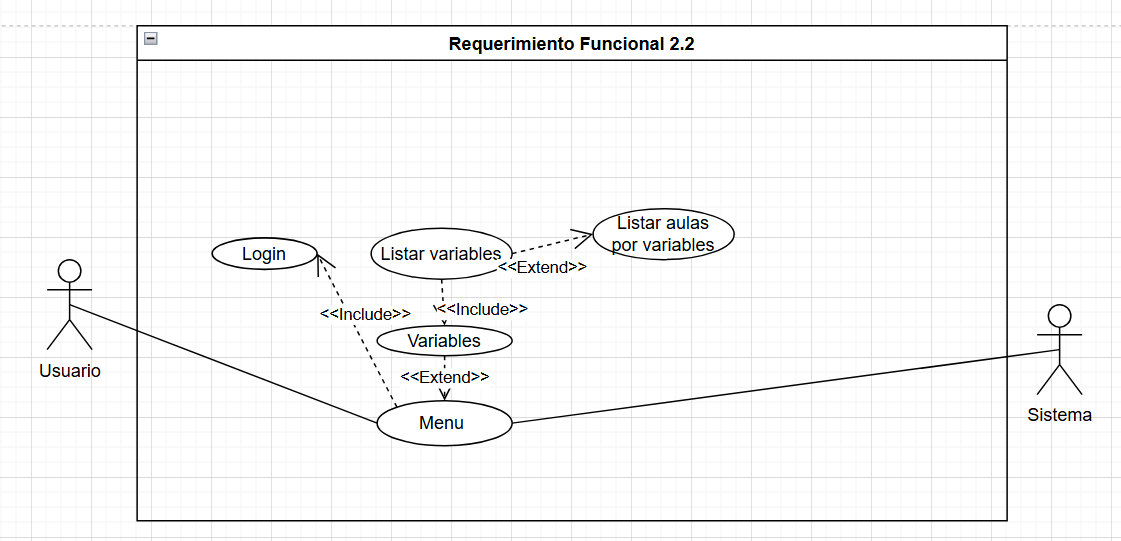 Requerimiento Funcional 2.2
Listar aulas
por variables
Login
Listar variables
<<Extend>>
<<Include>>
<<Include>>
Variables
Usuario
<<Extend>>
Menu
Sistema